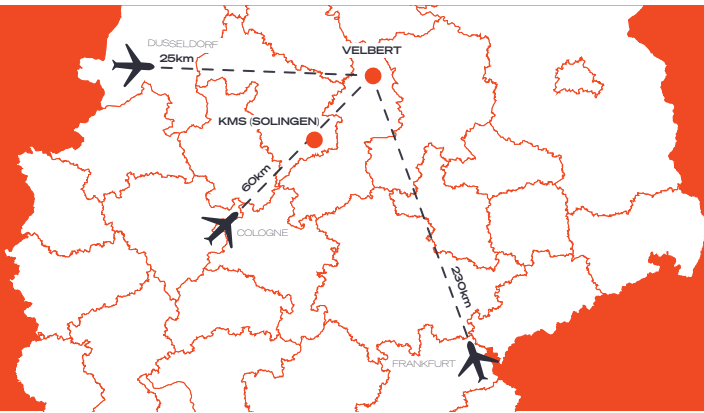 DUSSELDORF
VELBERT
25km
KMS (SOLINGEN)
60km
COLOGNE
230km
FRANKFURT